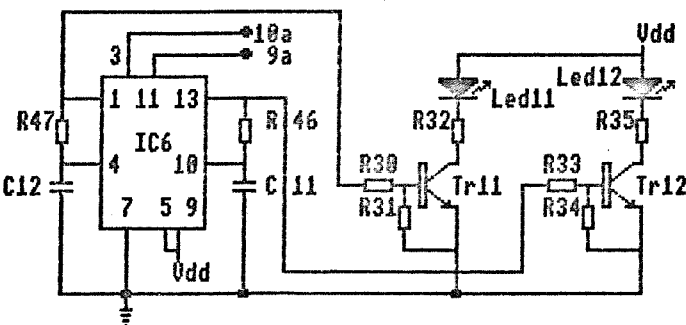 10a
Vdd
3
9a
Led12
1 11 13
Led11
R47
R 46
R32
R35
IC6
4
10
R30
R33
C12
C 11
Tr11
Tr12
R31
R34
7
5
9
Vdd